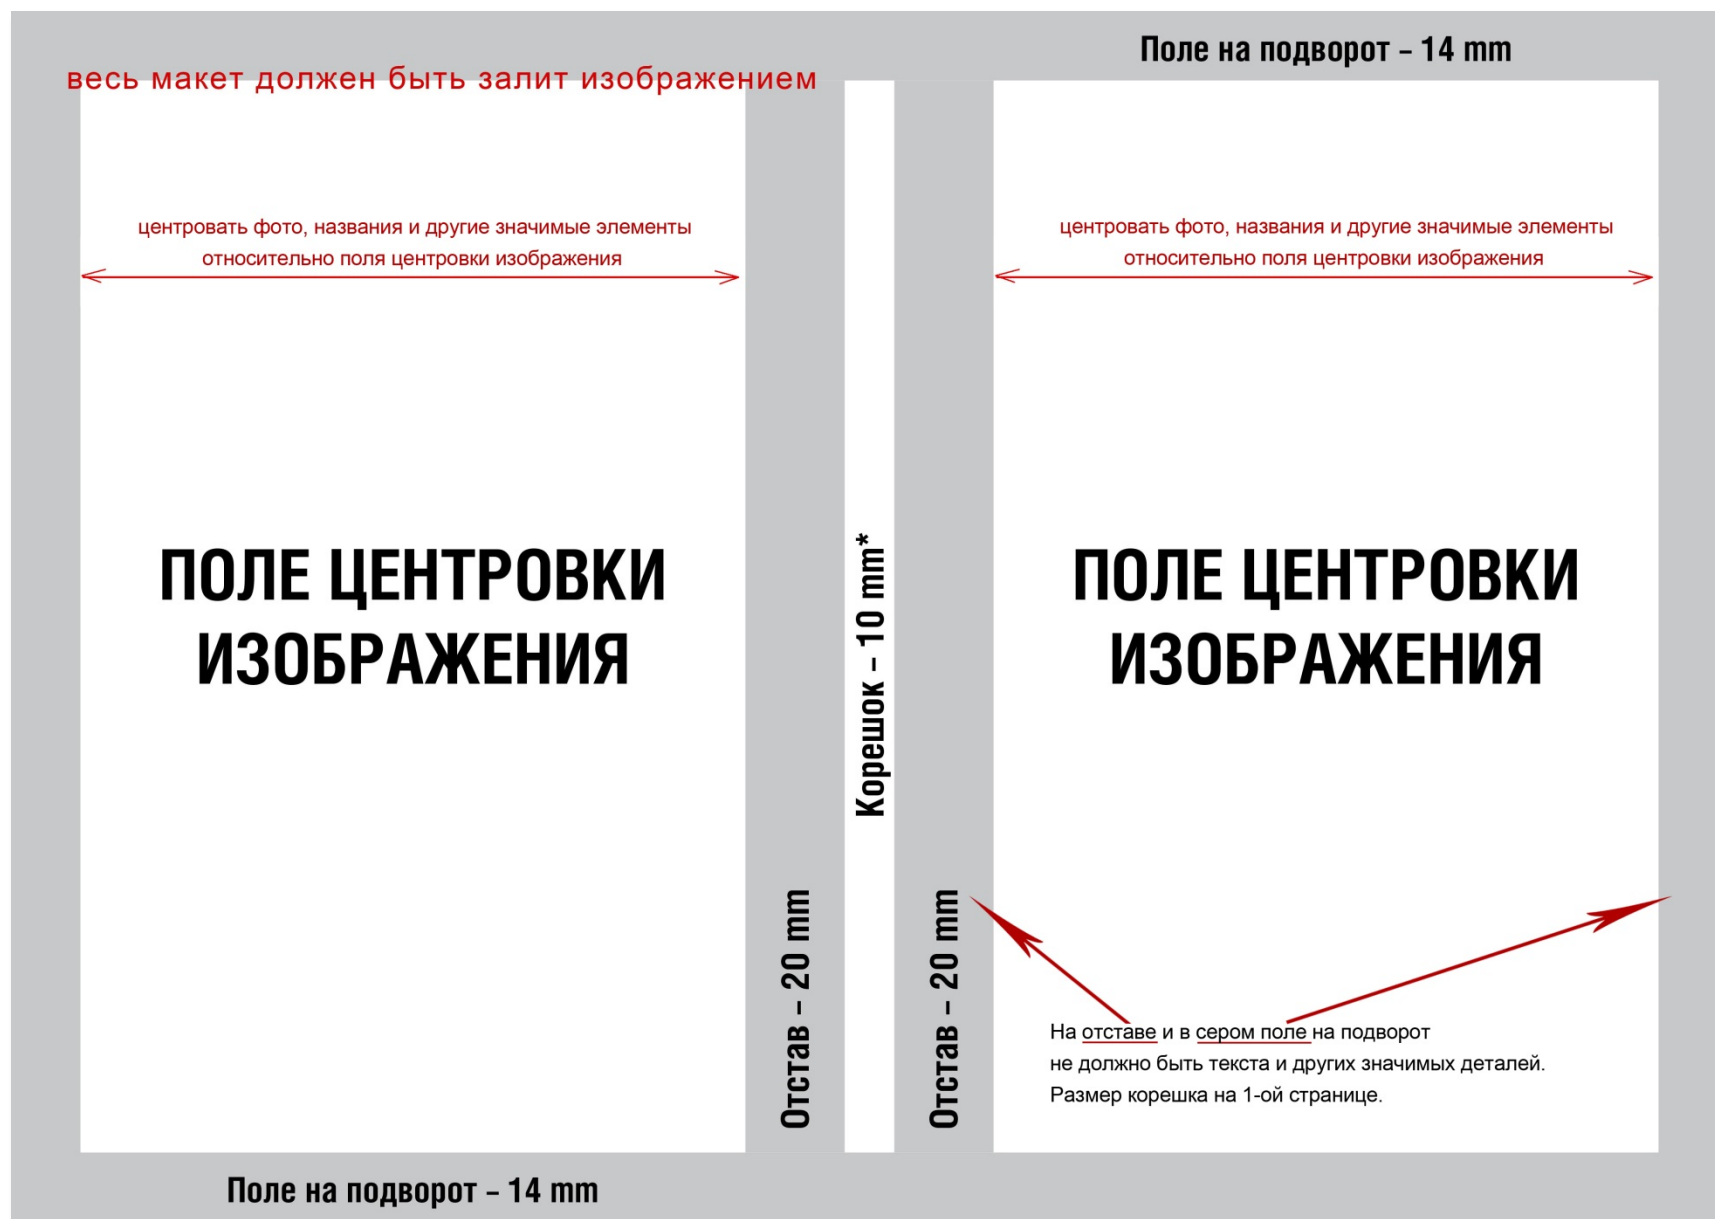 Поле на подворот – 14 mm
весь макет должен быть залит изображением
центровать фото, названия и другие значимые элементы
относительно поля центровки изображения
ПОЛЕ ЦЕНТРОВКИ
ИЗОБРАЖЕНИЯ
Отстав – 20 mm
Корешок – 10 mm*
Отстав – 20 mm
центровать фото, названия и другие значимые элементы
относительно поля центровки изображения
ПОЛЕ ЦЕНТРОВКИ
ИЗОБРАЖЕНИЯ
На отставе и в сером поле на подворот
не должно быть текста и других значимых деталей.
Размер корешка на 1-ой странице.
Поле на подворот – 14 mm